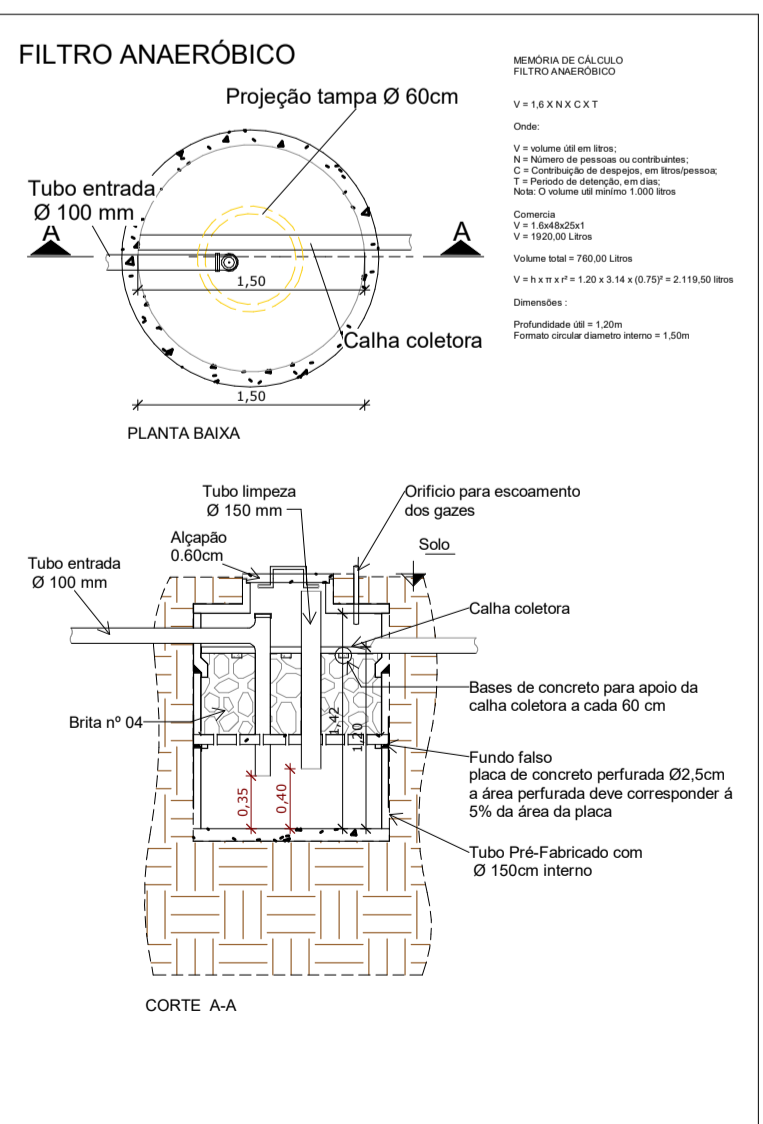 FILTRO ANAERÓBICO
Projeção tampa Ø 60cm
Tubo entrada
Ø 100 mm
A
A
1,50
Calha coletora
1,50
PLANTA BAIXA
MEMÓRIA DE CÁLCULO
FILTRO ANAERÓBICO
V = 1,6 X N X C X T
Onde:
V = volume útil em litros;
N = Número de pessoas ou contribuintes;
C = Contribuição de despejos, em litros/pessoa;
T = Periodo de detenção, em dias;
Nota: O volume util minímo 1.000 litros
Comercia
V = 1.6x48x25x1
V = 1920,00 Litros
Volume total = 760,00 Litros
V = h x π x r² = 1.20 x 3.14 x (0.75)² = 2.119,50 litros
Dimensões :
Profundidade útil = 1,20m
Formato circular diametro interno = 1,50m
Tubo limpeza
Ø 150 mm
Orificio para escoamento
dos gazes
Alçapão
0.60cm
Solo
Tubo entrada
Ø 100 mm
Calha coletora
Bases de concreto para apoio da
calha coletora a cada 60 cm
Brita nº 04
1,42
1,20
Fundo falso
placa de concreto perfurada Ø2,5cm
a área perfurada deve corresponder á
5% da área da placa
0,35
0,40
Tubo Pré-Fabricado com
Ø 150cm interno
CORTE A-A